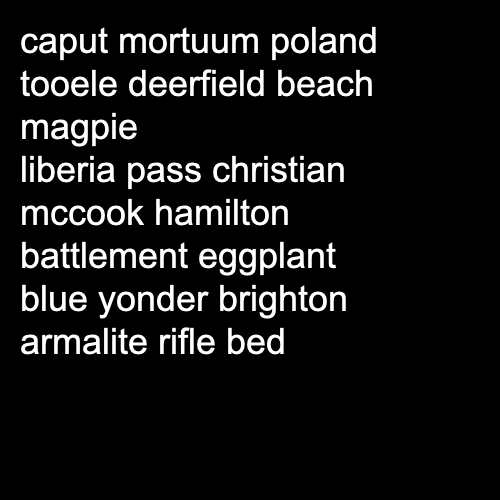 caput mortuum poland
tooele deerfield beach
magpie
liberia pass christian
mccook hamilton
battlement eggplant
blue yonder brighton
armalite rifle bed